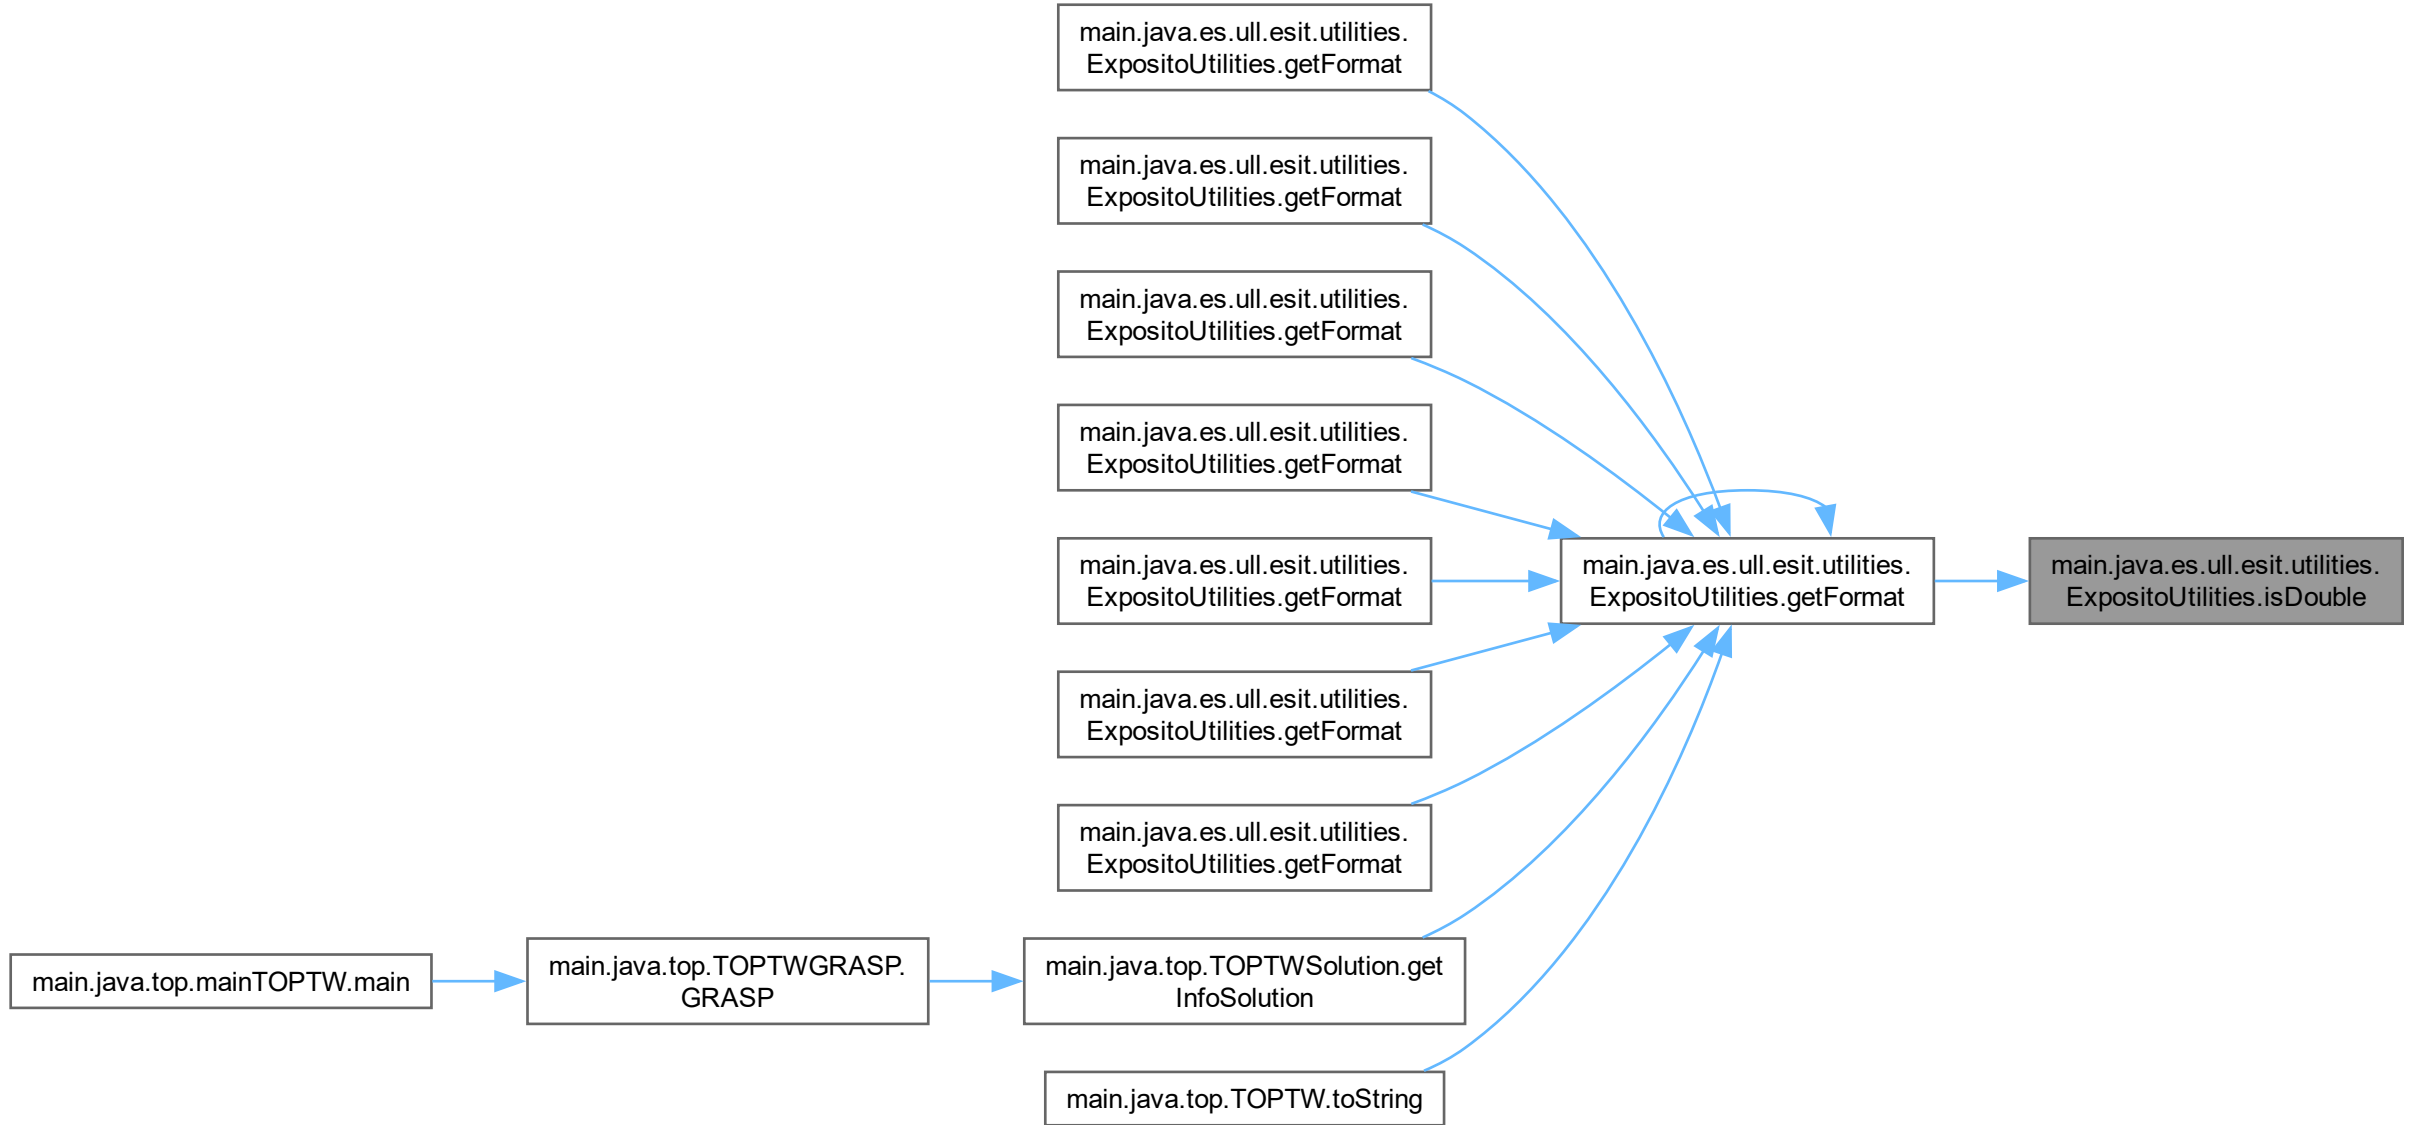 main.java.es.ull.esit.utilities.
ExpositoUtilities.getFormat
main.java.es.ull.esit.utilities.
ExpositoUtilities.getFormat
main.java.es.ull.esit.utilities.
ExpositoUtilities.getFormat
main.java.es.ull.esit.utilities.
ExpositoUtilities.getFormat
main.java.es.ull.esit.utilities.
ExpositoUtilities.getFormat
main.java.es.ull.esit.utilities.
ExpositoUtilities.getFormat
main.java.es.ull.esit.utilities.
ExpositoUtilities.isDouble
main.java.es.ull.esit.utilities.
ExpositoUtilities.getFormat
main.java.es.ull.esit.utilities.
ExpositoUtilities.getFormat
main.java.top.mainTOPTW.main
main.java.top.TOPTWGRASP.
GRASP
main.java.top.TOPTWSolution.get
InfoSolution
main.java.top.TOPTW.toString